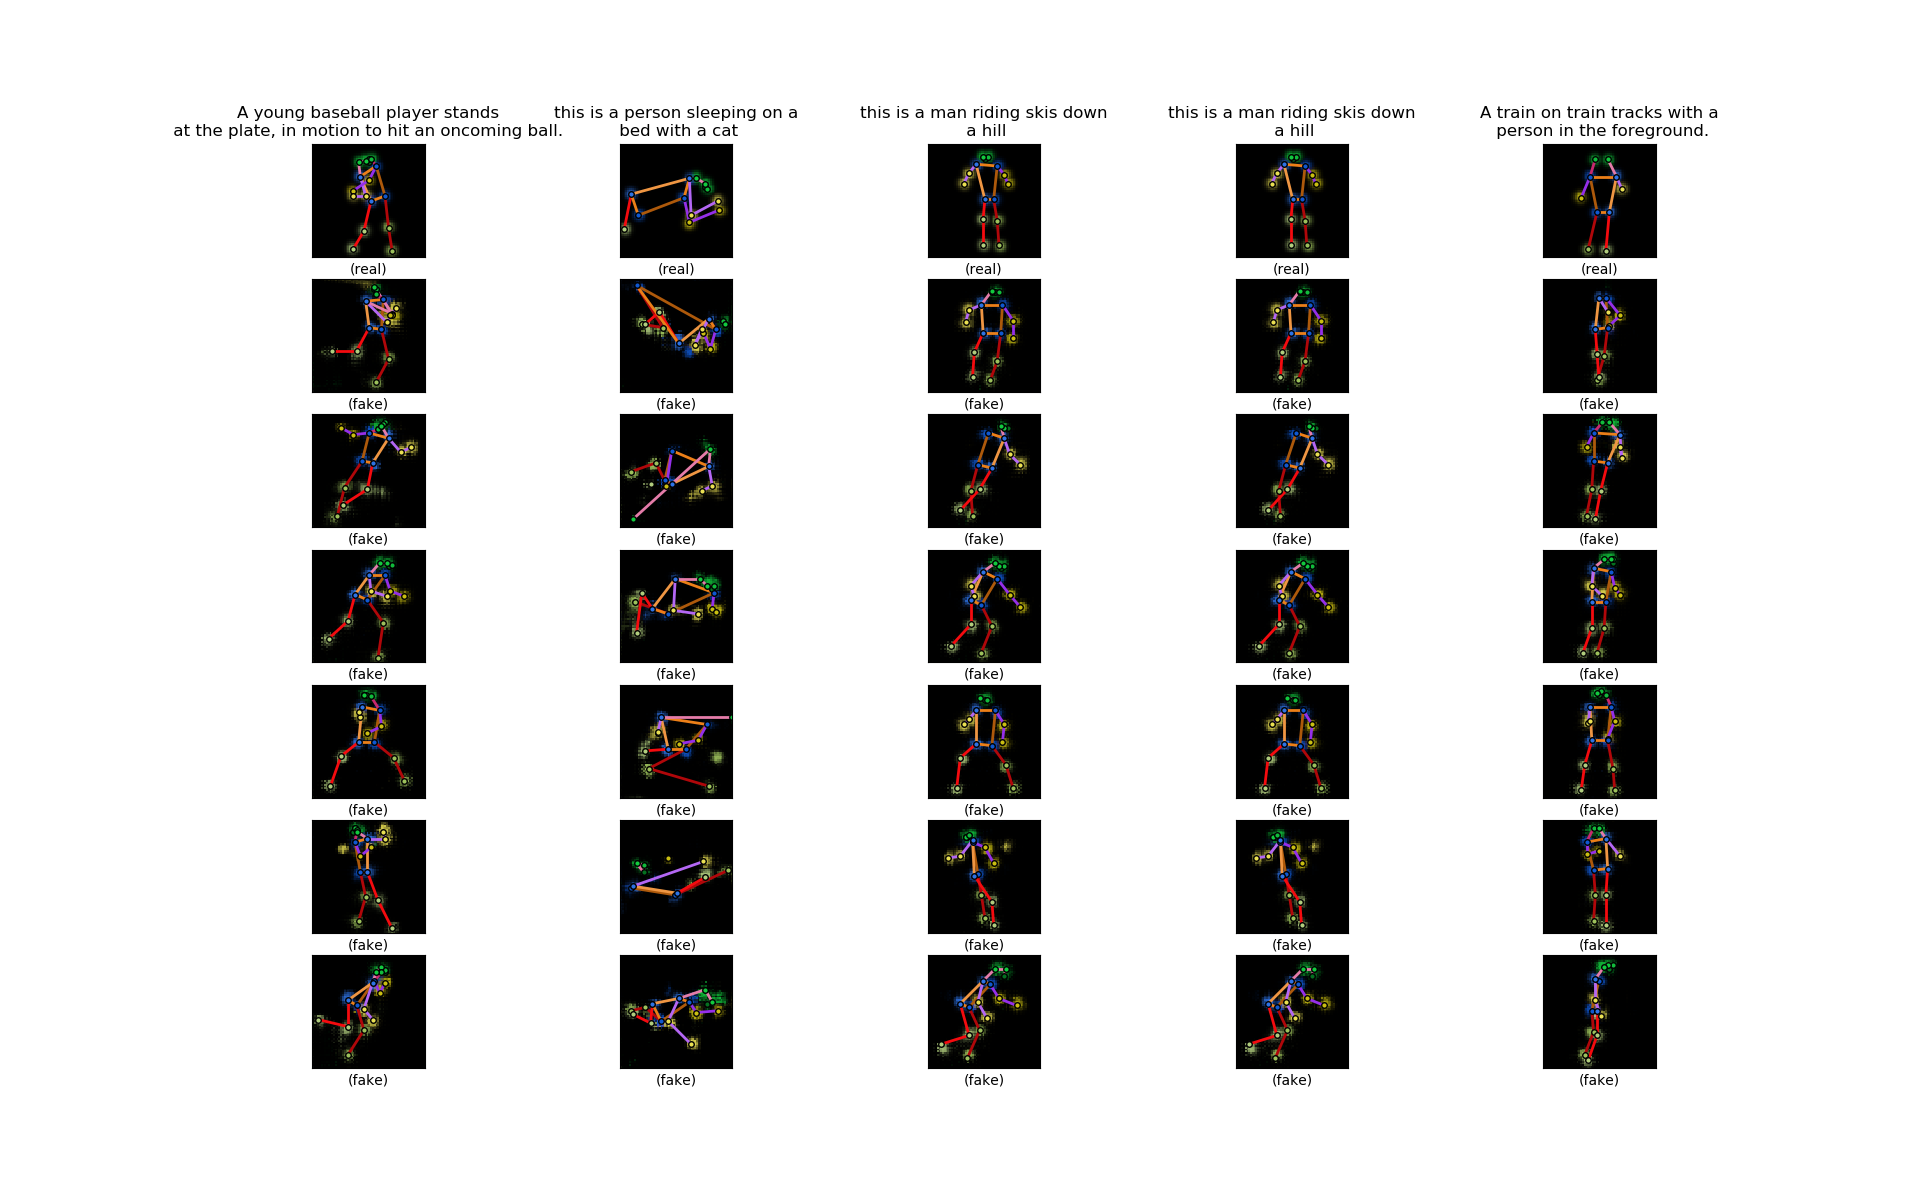 A young baseball player stands
at the plate, in motion to hit an oncoming ball.
this is a person sleeping on a
bed with a cat
this is a man riding skis down
a hill
this is a man riding skis down
a hill
A train on train tracks with a
person in the foreground.
(real) (real) (real) (real) (real)
(fake) (fake) (fake) (fake) (fake)
(fake) (fake) (fake) (fake) (fake)
(fake) (fake) (fake) (fake) (fake)
(fake) (fake) (fake) (fake) (fake)
(fake) (fake) (fake) (fake) (fake)
(fake) (fake) (fake) (fake) (fake)